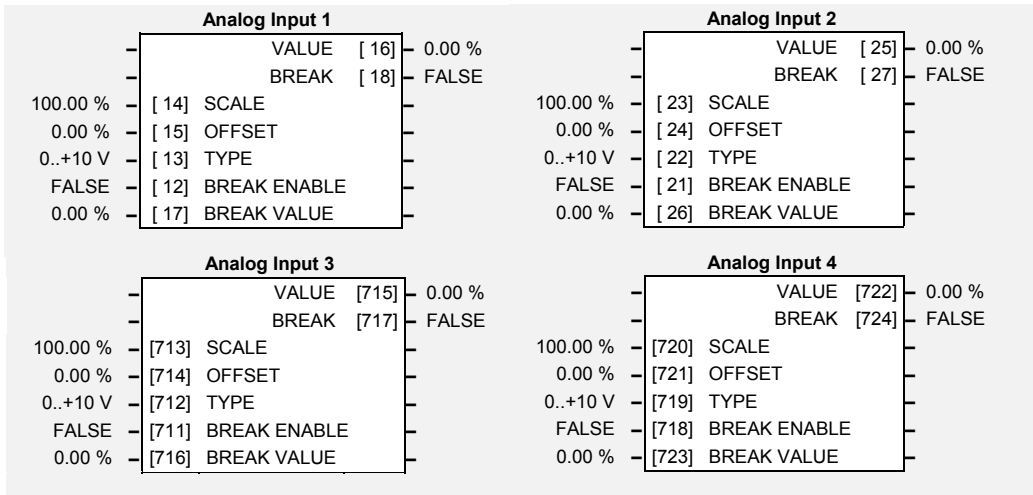 Analog Input 1
VALUE [ 16] 0.00 %
BREAK [ 18] FALSE
100.00 % [ 14] SCALE
0.00 % [ 15] OFFSET
0..+10 V [ 13] TYPE
FALSE [ 12] BREAK ENABLE
0.00 % [ 17] BREAK VALUE
Analog Input 2
VALUE [ 25] 0.00 %
BREAK [ 27] FALSE
100.00 % [ 23] SCALE
0.00 % [ 24] OFFSET
0..+10 V [ 22] TYPE
FALSE [ 21] BREAK ENABLE
0.00 % [ 26] BREAK VALUE
Analog Input 3
VALUE [715] 0.00 %
BREAK [717] FALSE
100.00 % [713] SCALE
0.00 % [714] OFFSET
0..+10 V [712] TYPE
FALSE [711] BREAK ENABLE
0.00 % [716] BREAK VALUE
Analog Input 4
VALUE [722] 0.00 %
BREAK [724] FALSE
100.00 % [720] SCALE
0.00 % [721] OFFSET
0..+10 V [719] TYPE
FALSE [718] BREAK ENABLE
0.00 % [723] BREAK VALUE